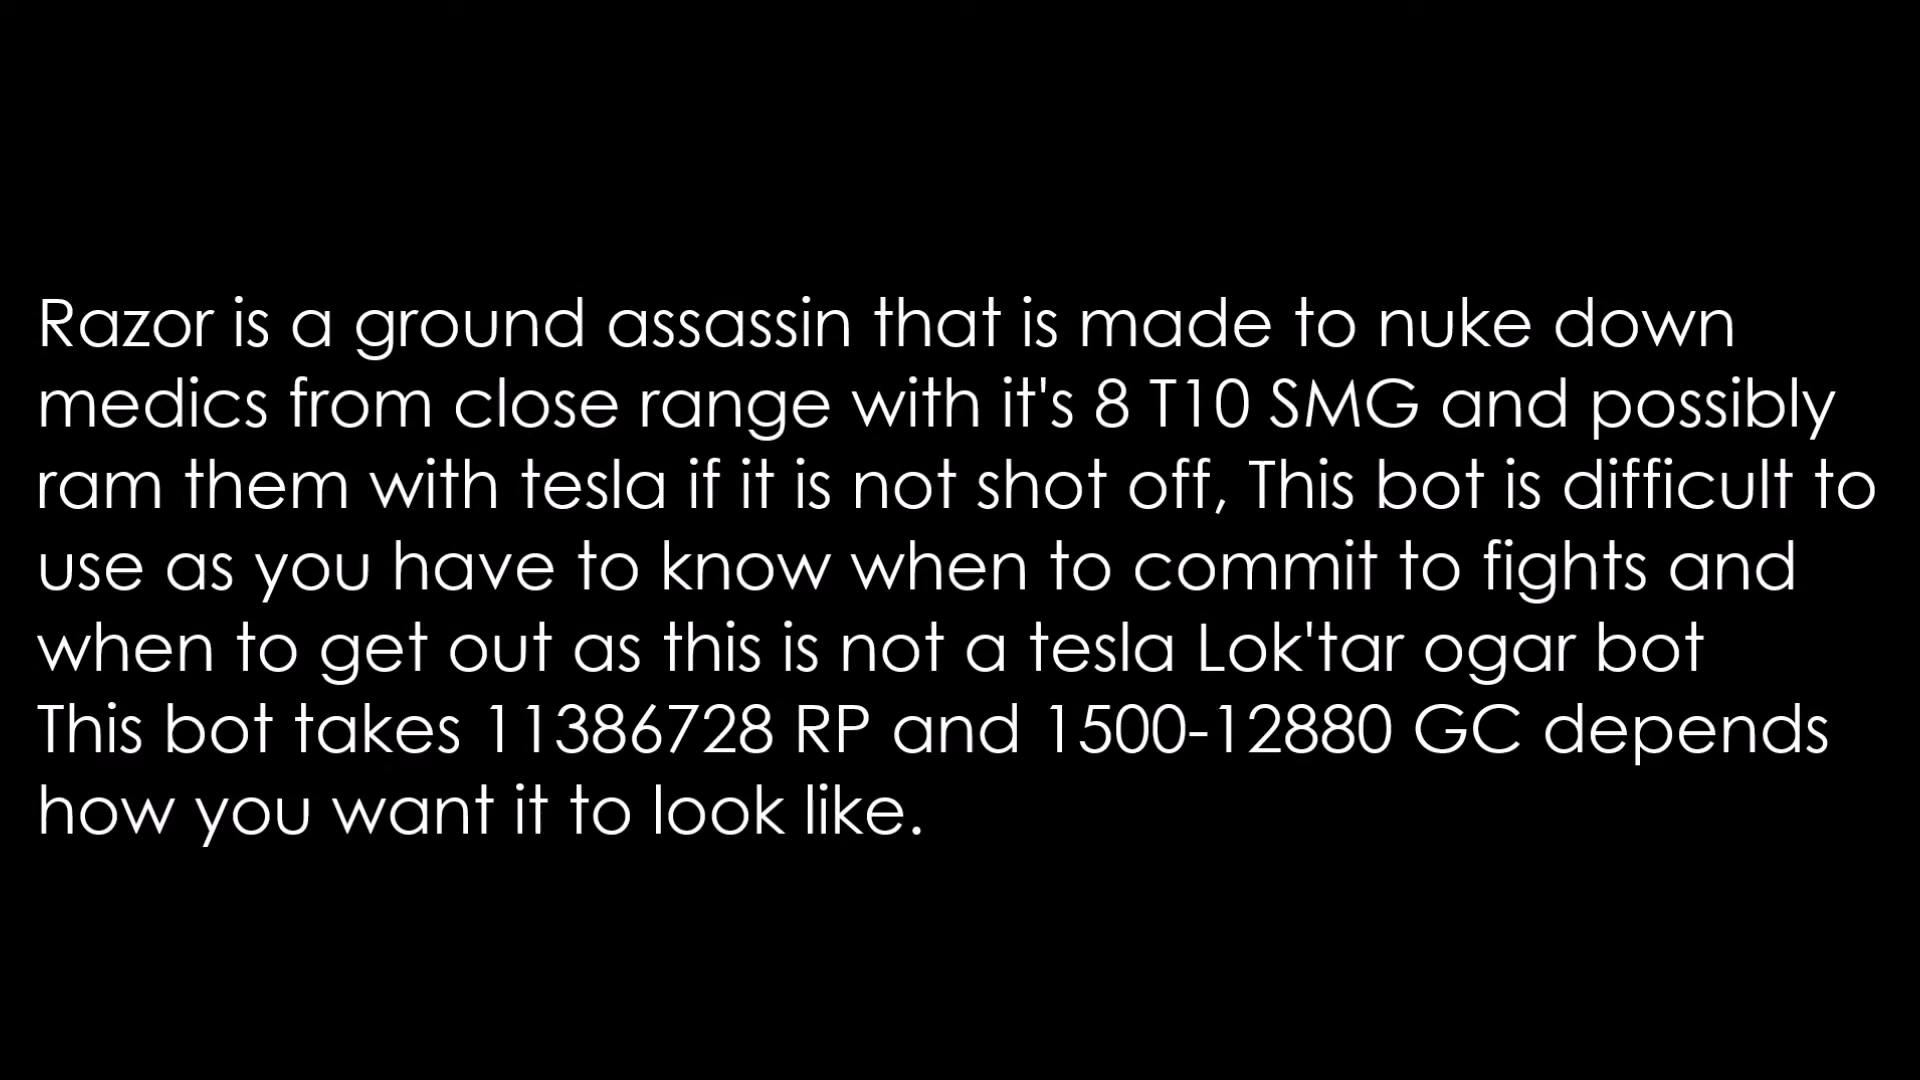 Razor is a ground assassin that is made to nuke down
medics from close range with it's 8 T10 SMG and possibly
ram them with tesla if it is not shot off, This bot is difficult to
use as you have to know when to commit to fights and
when to get out as this is not a tesla Lok'tar ogar bot
This bot takes 11386728 RP and 1500-12880 GC depends
how you want it to look like.